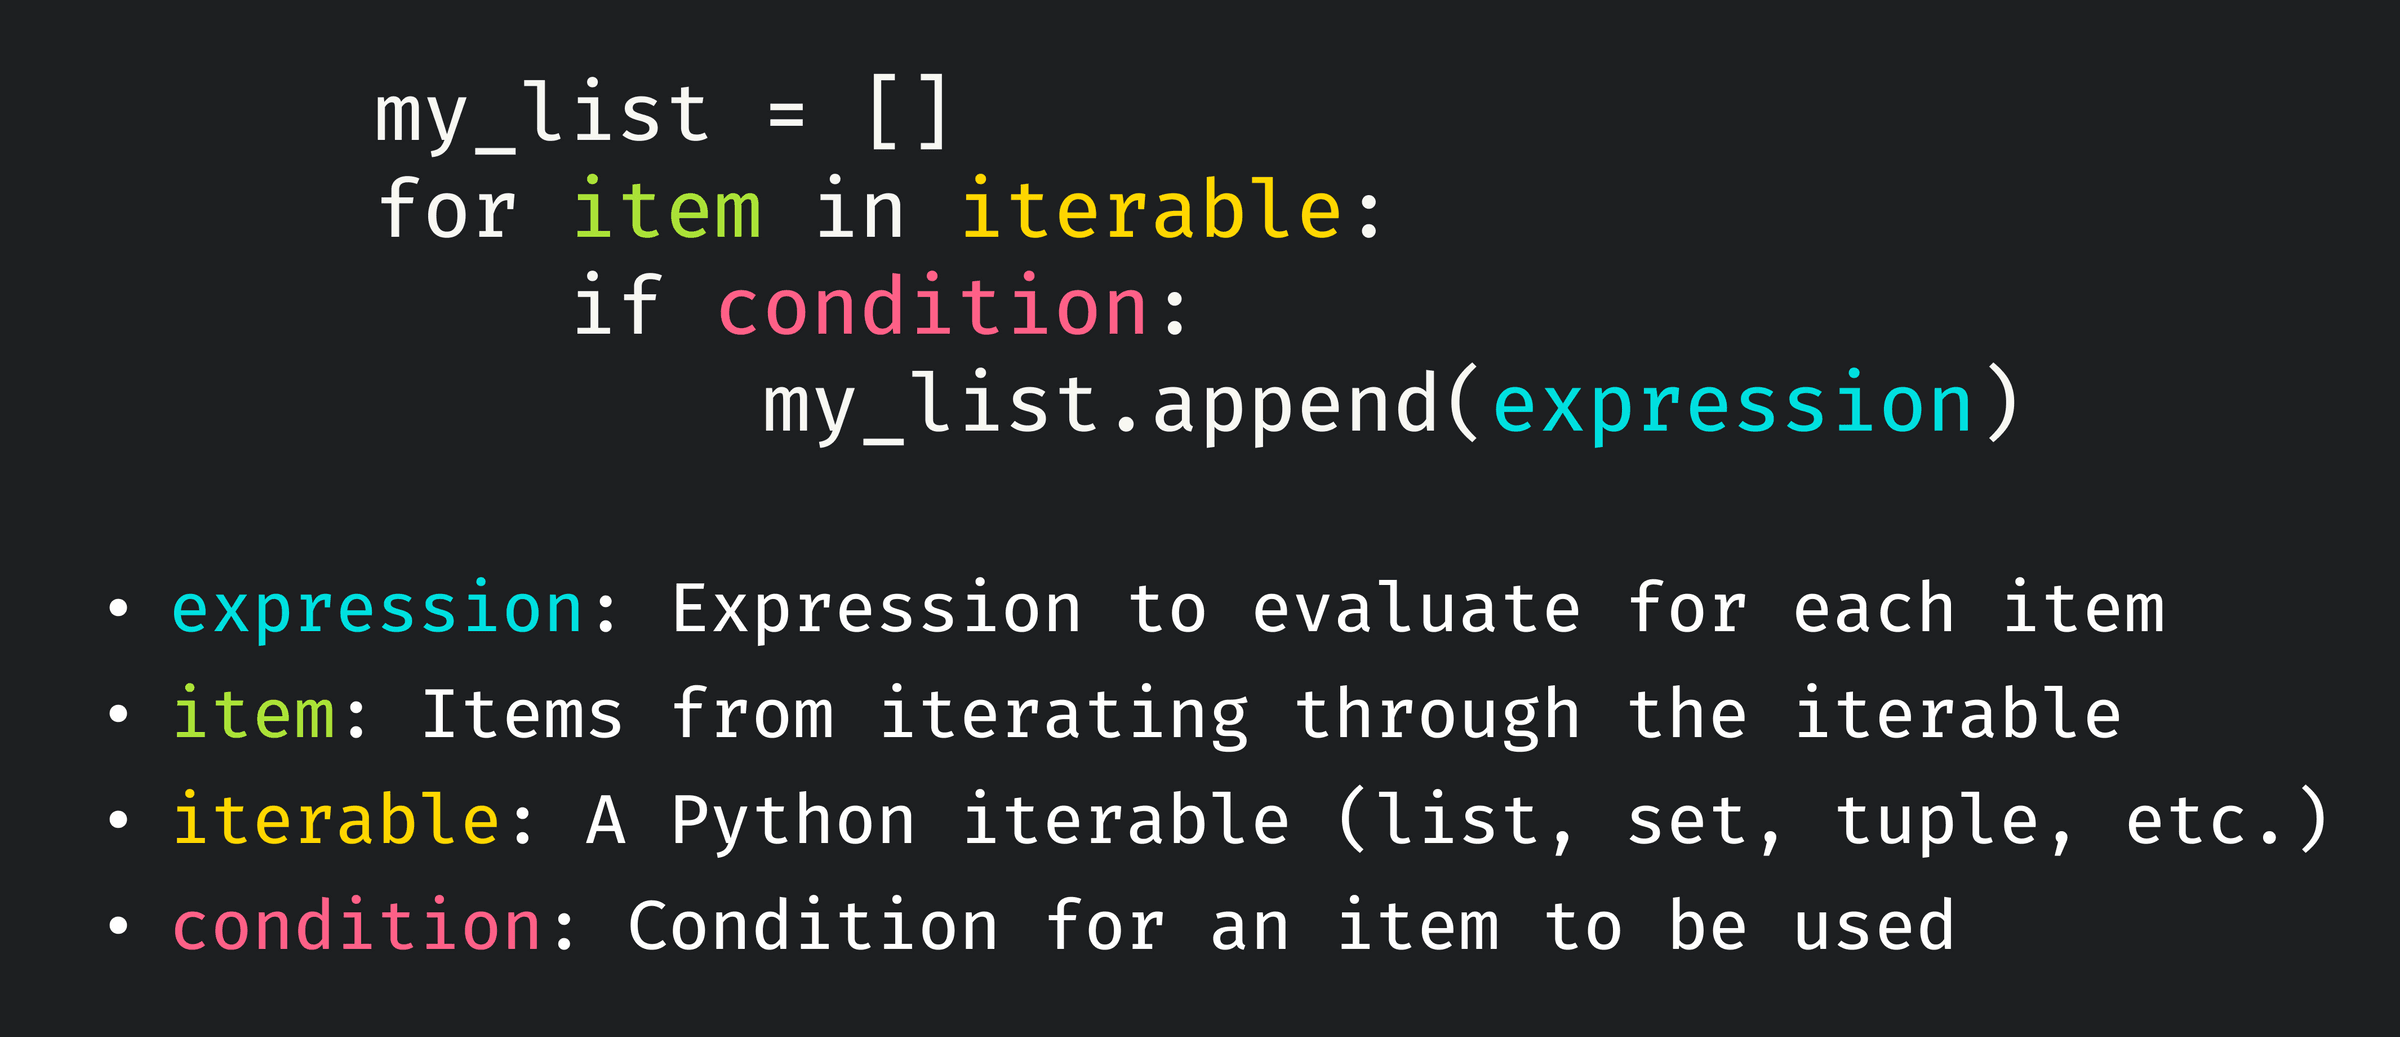 my_list = []
for item in iterable:
    if condition:
        my_list.append(expression)
• expression: Expression to evaluate for each item
• item: Items from iterating through the iterable
• iterable: A Python iterable (list, set, tuple, etc.)
• condition: Condition for an item to be used